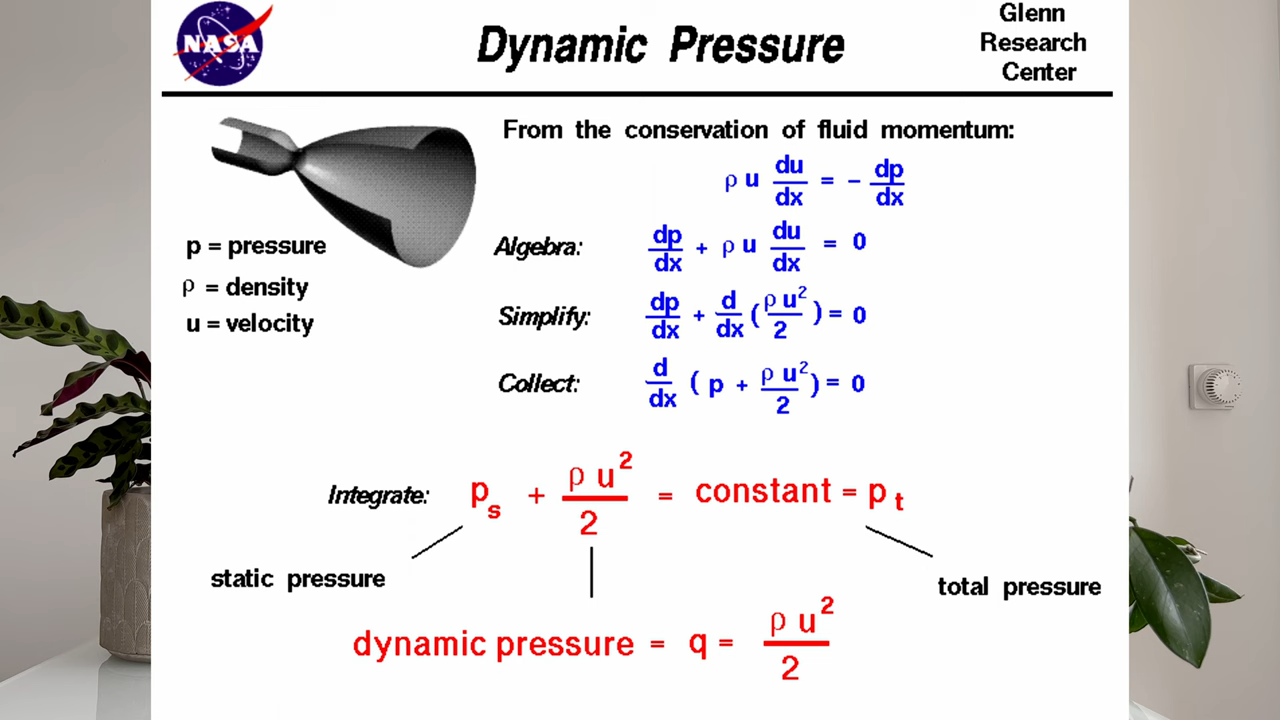 NASA
Dynamic Pressure
Glenn
Research
Center
From the conservation of fluid momentum:
ρ u du/dx = - dp/dx
p = pressure
ρ = density
u = velocity
Algebra: dp/dx + ρ u du/dx = 0
Simplify: dp/dx + d/dx (ρ u²/2) = 0
Collect: d/dx (p + ρ u²/2) = 0
Integrate: pₛ + ρ u²/2 = constant = pₜ
static pressure
total pressure
dynamic pressure = q = ρ u²/2